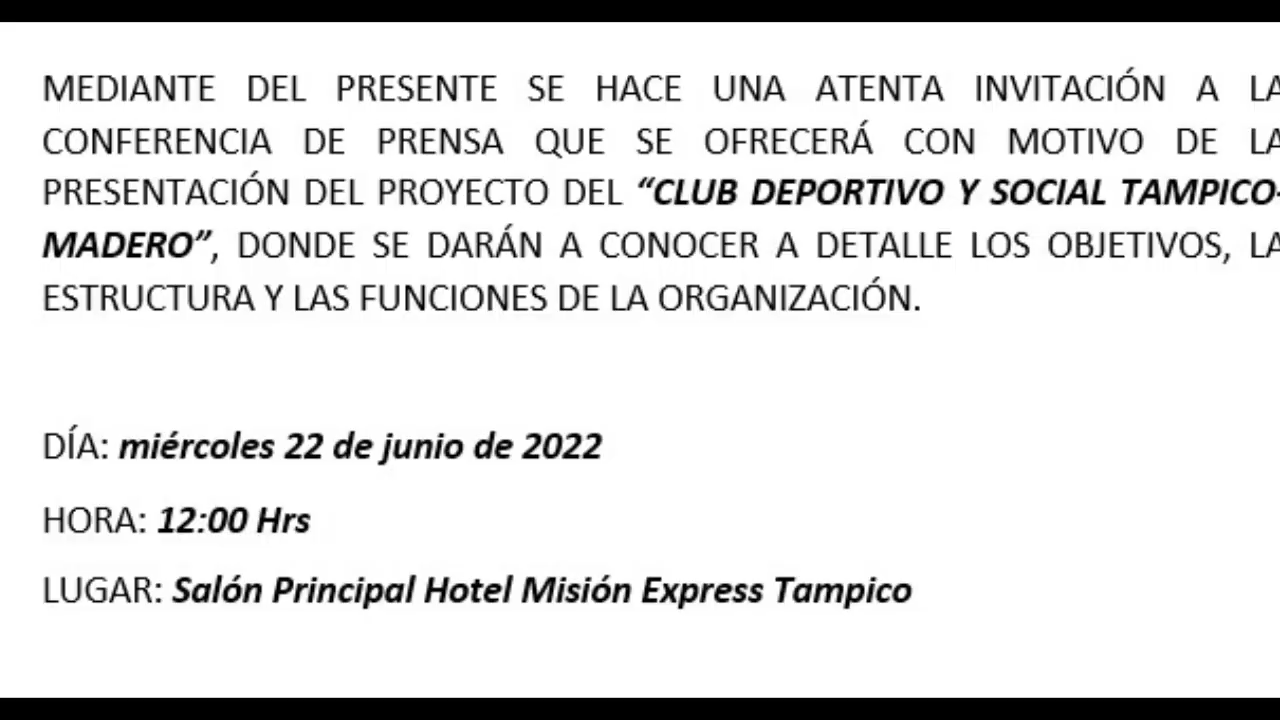 MEDIANTE DEL PRESENTE SE HACE UNA ATENTA INVITACIÓN A LA
CONFERENCIA DE PRENSA QUE SE OFRECERÁ CON MOTIVO DE LA
PRESENTACIÓN DEL PROYECTO DEL “CLUB DEPORTIVO Y SOCIAL TAMPICO-
MADERO”, DONDE SE DARÁN A CONOCER A DETALLE LOS OBJETIVOS, LA
ESTRUCTURA Y LAS FUNCIONES DE LA ORGANIZACIÓN.
DÍA: miércoles 22 de junio de 2022
HORA: 12:00 Hrs
LUGAR: Salón Principal Hotel Misión Express Tampico